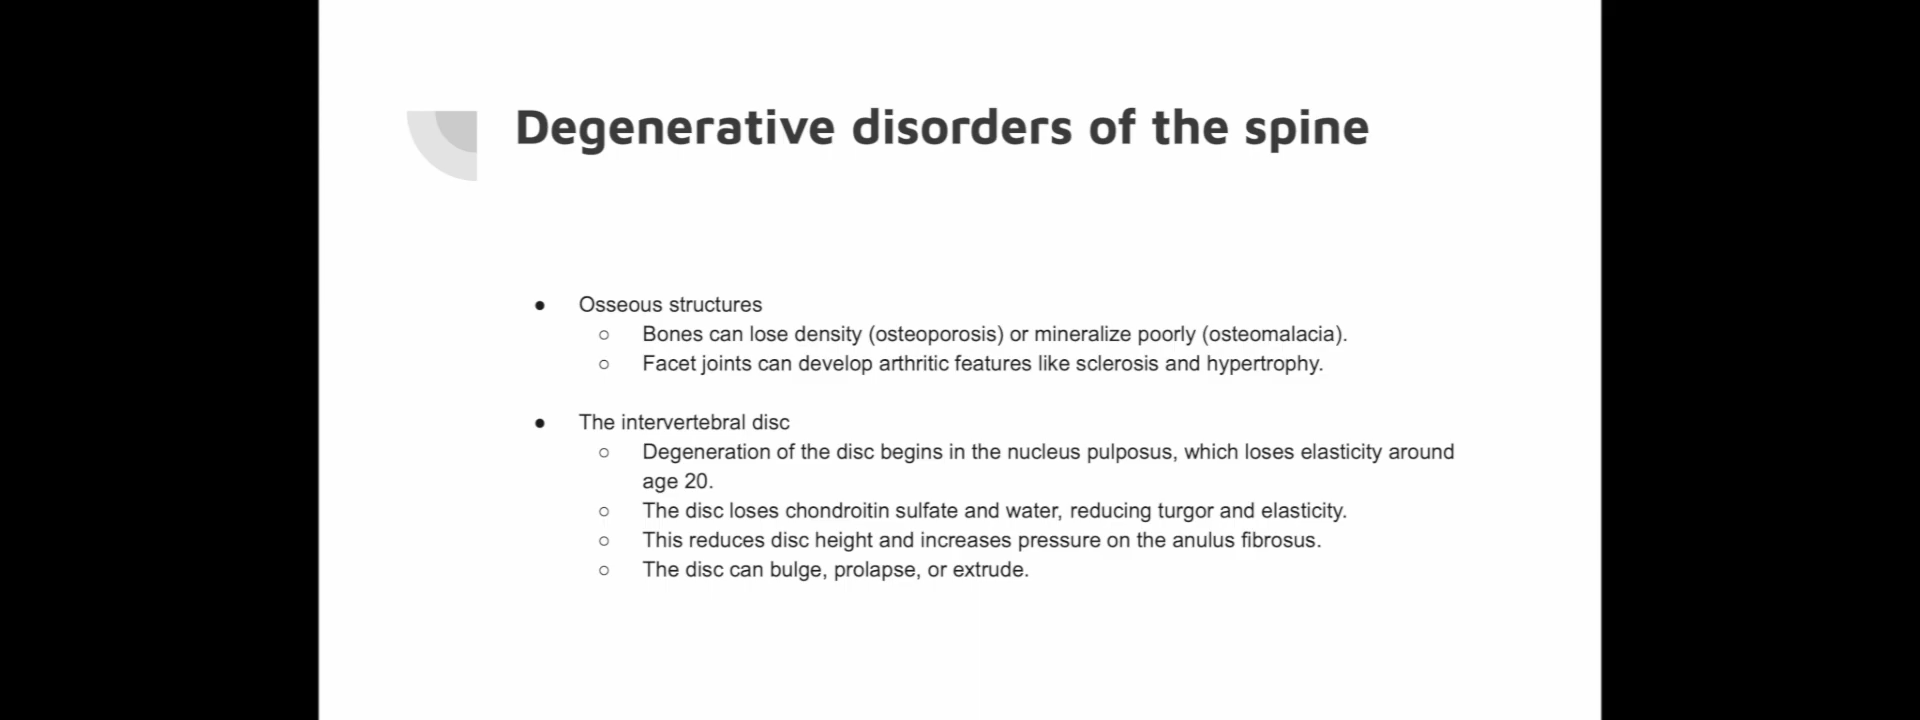 Degenerative disorders of the spine
● Osseous structures
○ Bones can lose density (osteoporosis) or mineralize poorly (osteomalacia).
○ Facet joints can develop arthritic features like sclerosis and hypertrophy.
● The intervertebral disc
○ Degeneration of the disc begins in the nucleus pulposus, which loses elasticity around
age 20.
○ The disc loses chondroitin sulfate and water, reducing turgor and elasticity.
○ This reduces disc height and increases pressure on the anulus fibrosus.
○ The disc can bulge, prolapse, or extrude.